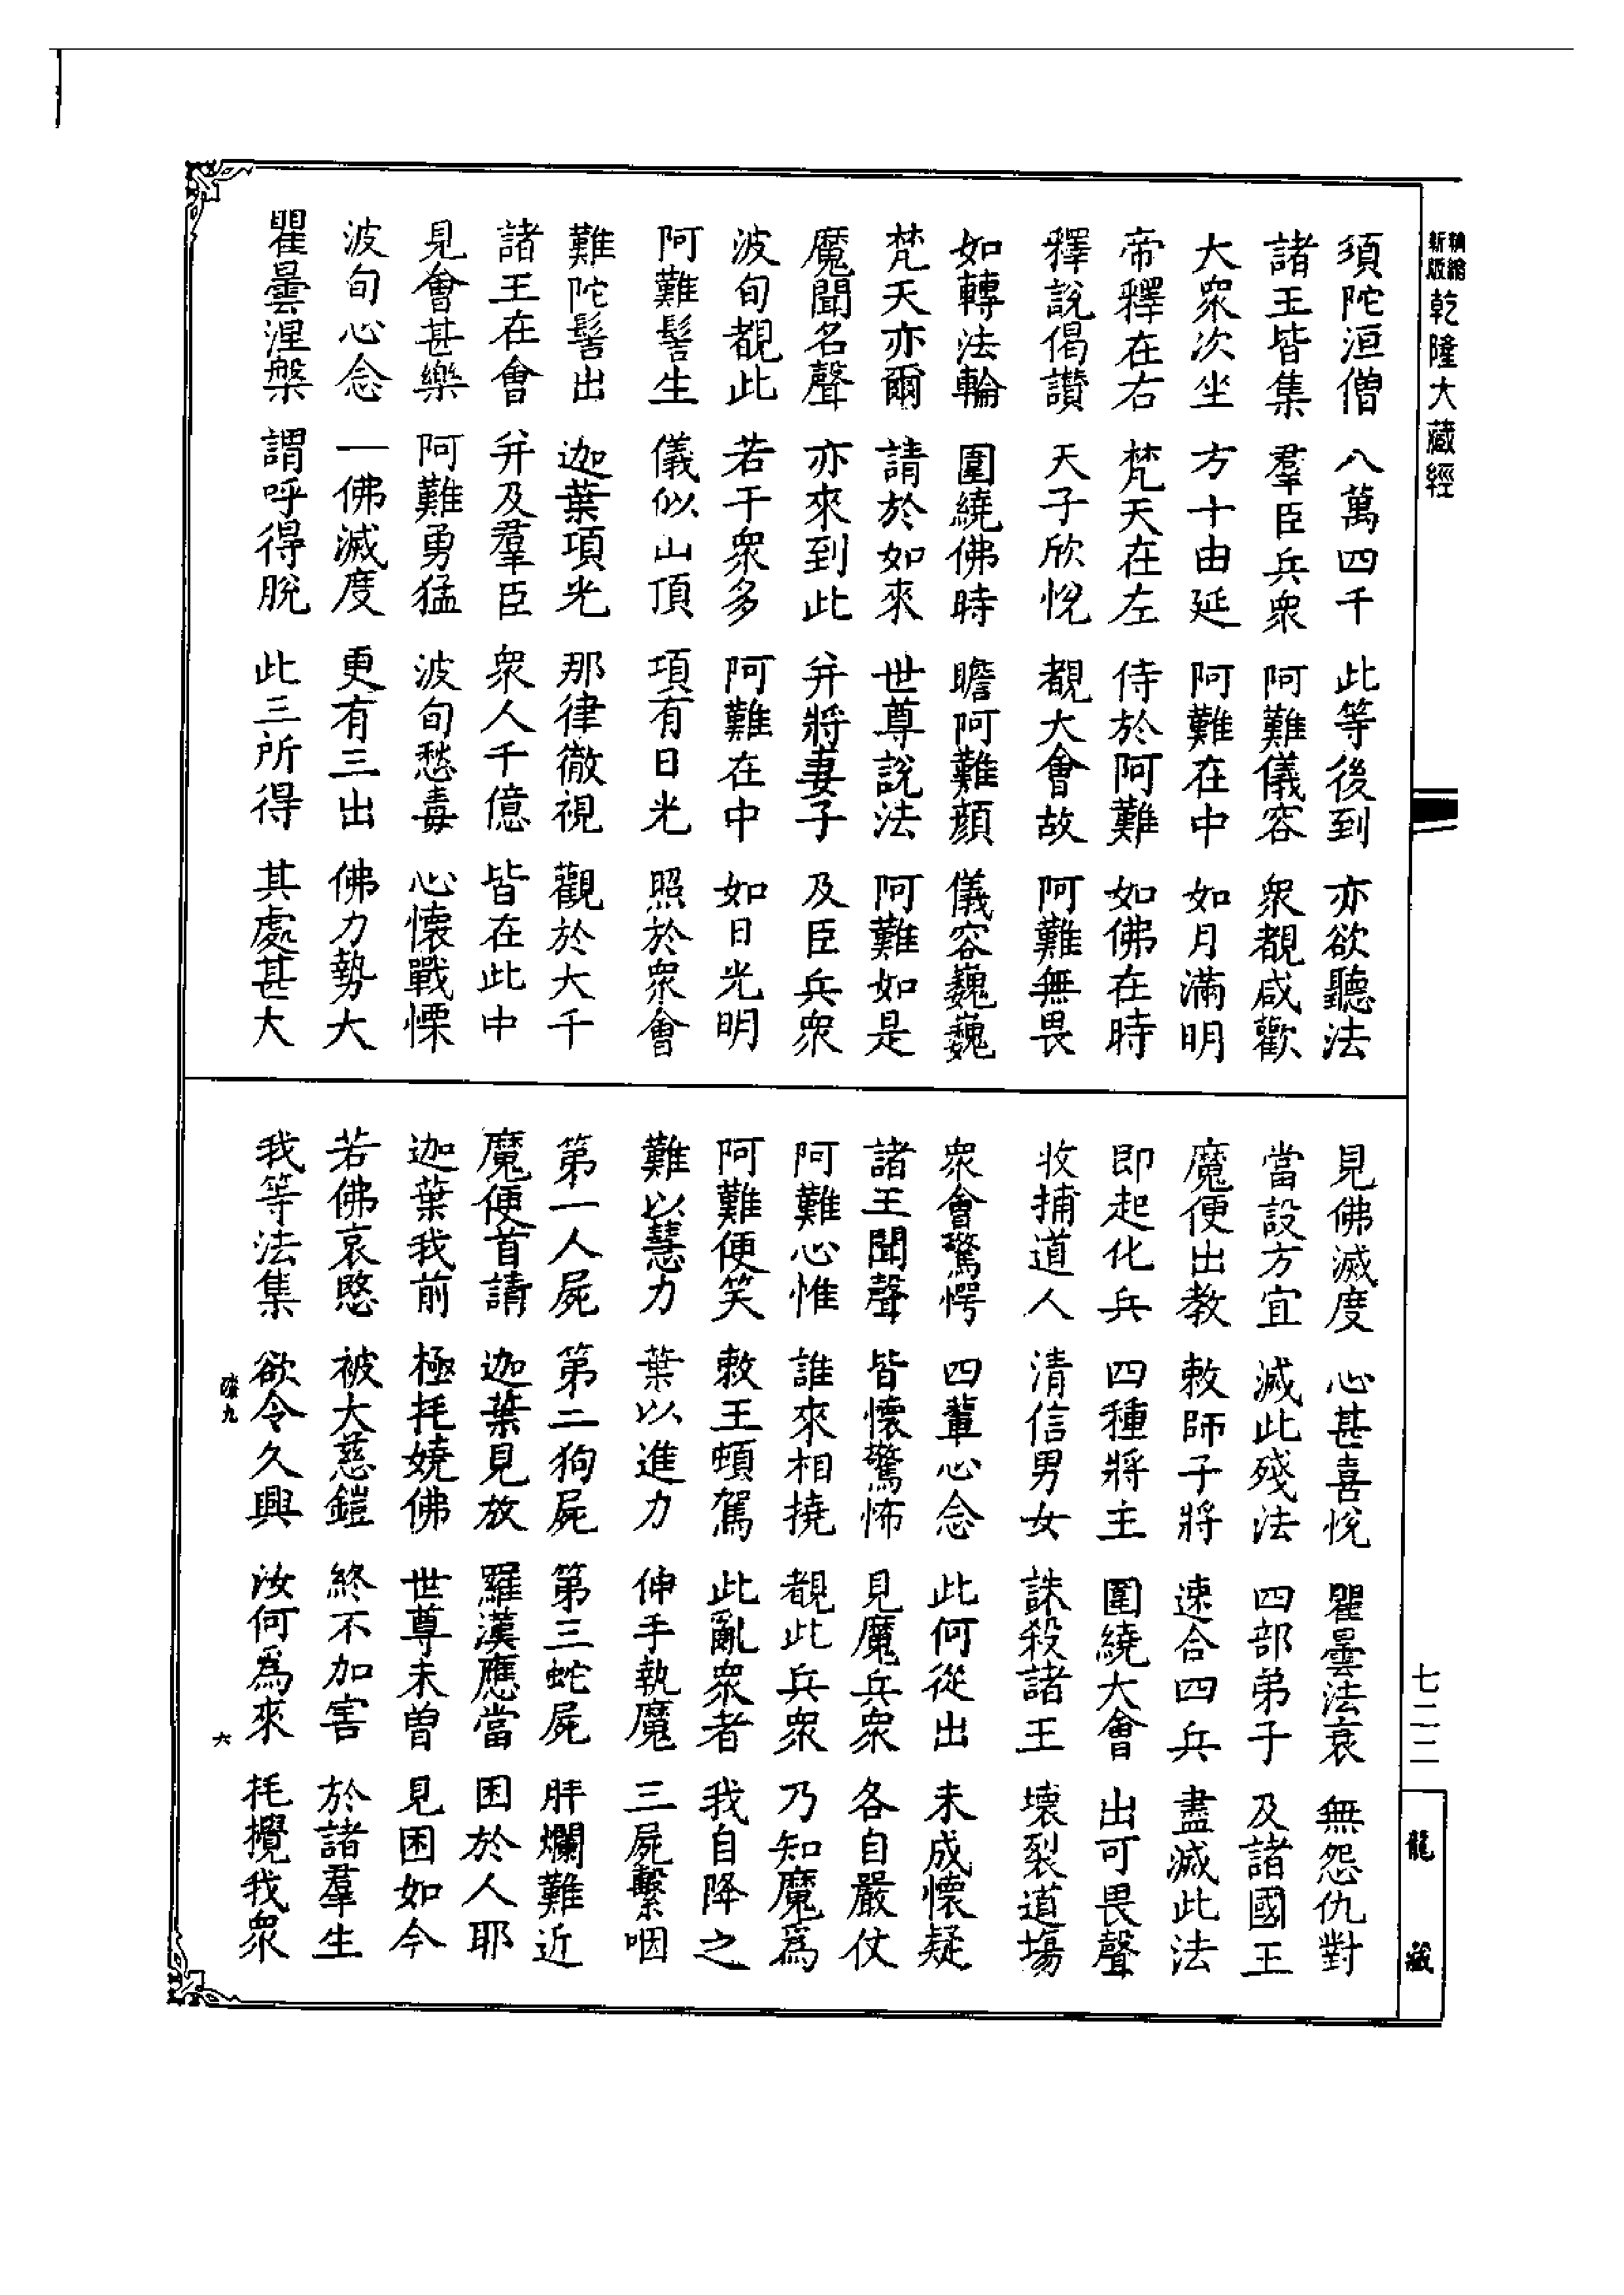 新版精縮乾隆大藏經
須陀洹僧 八萬四千 此等後到 亦欲聽法
諸王皆集 羣臣兵衆 阿難儀容 衆覩咸歡
大衆次坐 方十由延 阿難在中 如月滿明
帝釋在右 梵天在左 侍於阿難 如佛在時
釋說偈讚 天子欣悅 覩大會故 阿難無畏
如轉法輪 圍繞佛時 瞻阿難顏 儀容巍巍
梵天亦爾 請於如來 世尊說法 阿難如是
魔聞名聲 亦來到此 并將妻子 及臣兵衆
波旬覩此 若干衆多 阿難在中 如日光明
阿難髻生 儀似山頂 項有日光 照於衆會
難陀髻出 迦葉項光 那律徹視 觀於大千
諸王在會 并及羣臣 衆人千億 皆在此中
見會甚樂 阿難勇猛 波旬愁毒 心懷戰慄
波旬心念 一佛滅度 更有三出 佛力勢大
瞿曇涅槃 謂呼得脫 此三所得 其處甚大
見佛滅度 心甚喜悅 瞿曇法衰 無怨仇對
當設方宜 滅此殘法 四部弟子 及諸國王
魔便出教 敕師子將 速合四兵 盡滅此法
即起化兵 四種將主 圍繞大會 出可畏聲
收捕道人 清信男女 誅殺諸王 壞裂道場
衆會驚愕 四輩心念 此何從出 未成懷疑
諸王聞聲 皆懷驚怖 見魔兵衆 各自嚴仗
阿難心惟 誰來相撓 覩此兵衆 乃知魔爲
阿難便笑 敕王頓駕 此亂衆者 我自降之
難以慧力 葉以進力 伸手執魔 三屍繫咽
第一人屍 第二狗屍 第三蛇屍 胮爛難近
魔便首請 迦葉見放 羅漢應當 困於人耶
迦葉我前 極耗嬈佛 世尊未曾 見困如今
若佛哀愍 被大慈鎧 終不加害 於諸羣生
我等法集 欲令久興 汝何爲來 耗攪我衆
九
六
七二二
龍藏